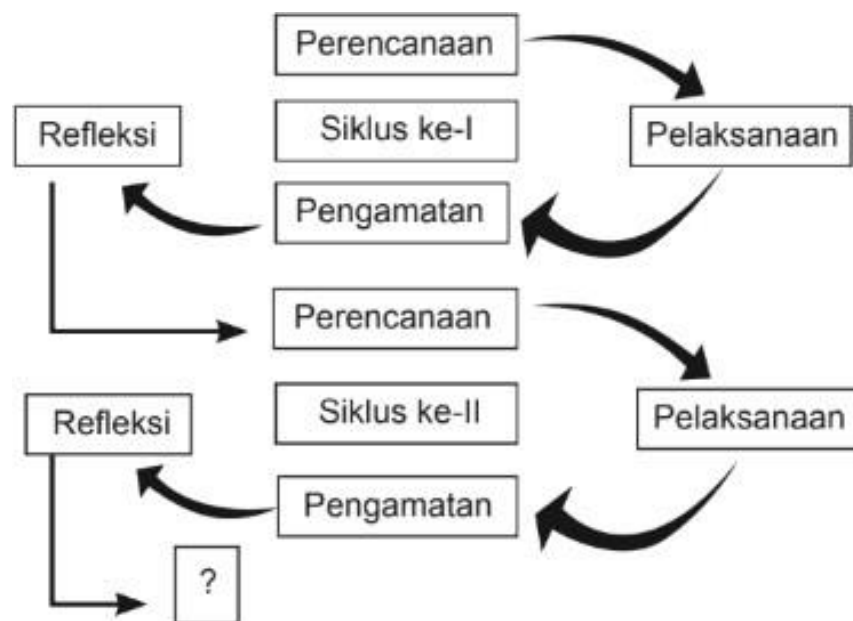 Perencanaan
Refleksi
Siklus ke-I
Pelaksanaan
Pengamatan
Perencanaan
Refleksi
Siklus ke-II
Pelaksanaan
Pengamatan
?